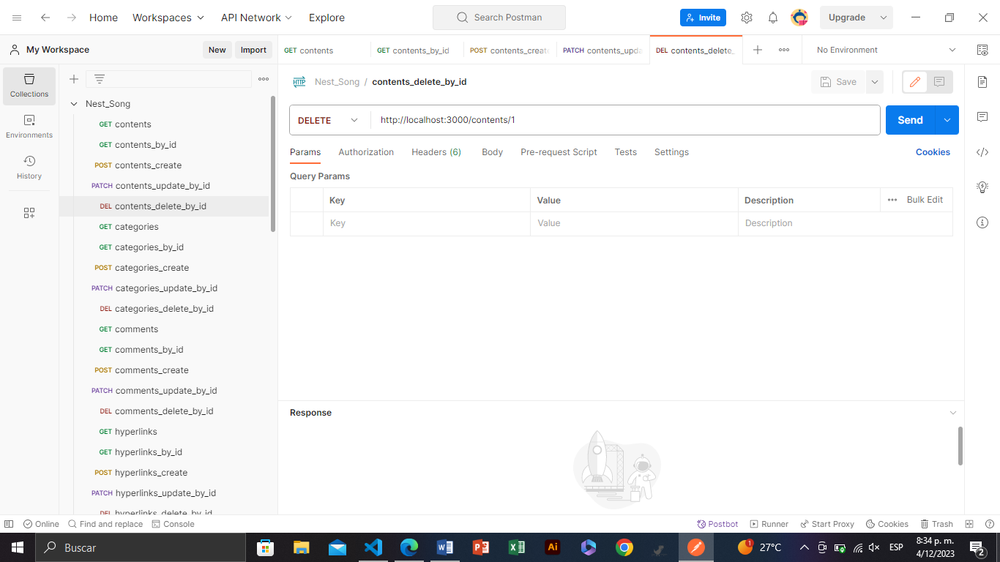 Home Workspaces API Network Explore Search Postman Invite Upgrade
My Workspace New Import GET contents GET contents_by_id POST contents_create PATCH contents_upda DEL contents_delete_ No Environment
Collections
Environments
History
Nest_Song
GET contents
GET contents_by_id
POST contents_create
PATCH contents_update_by_id
DEL contents_delete_by_id
GET categories
GET categories_by_id
POST categories_create
PATCH categories_update_by_id
DEL categories_delete_by_id
GET comments
GET comments_by_id
POST comments_create
PATCH comments_update_by_id
DEL comments_delete_by_id
GET hyperlinks
GET hyperlinks_by_id
POST hyperlinks_create
PATCH hyperlinks_update_by_id
DEL hyperlinks_delete_by_id
HTTP Nest_Song / contents_delete_by_id Save
DELETE http://localhost:3000/contents/1 Send
Params Authorization Headers (6) Body Pre-request Script Tests Settings Cookies
Query Params
Key Value Description Bulk Edit
Key Value Description
Response
Online Find and replace Console Postbot Runner Start Proxy Cookies Trash
Buscar 1 27°C ESP 8:34 p. m.
4/12/2023 2